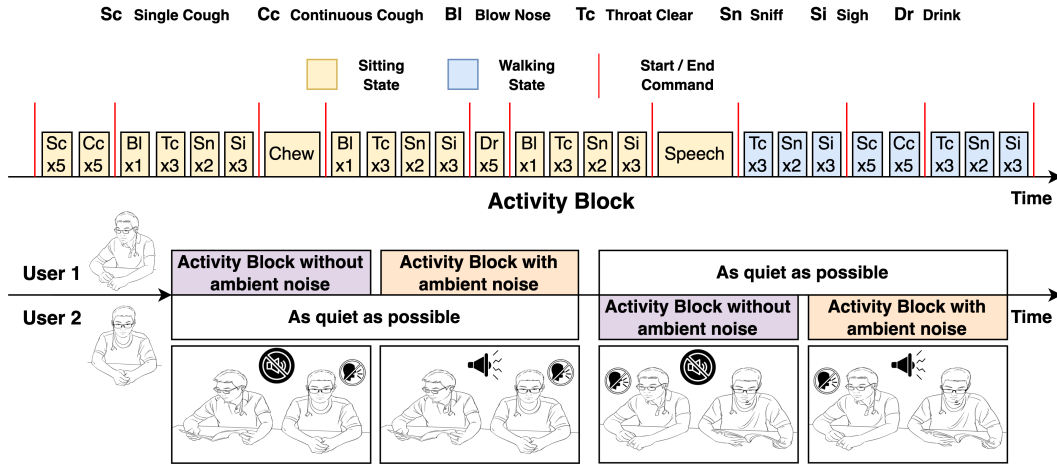 Sc Single Cough Cc Continuous Cough Bl Blow Nose Tc Throat Clear Sn Sniff Si Sigh Dr Drink
Sitting State
Walking State
Start / End Command
Sc x5
Cc x5
Bl x1
Tc x3
Sn x2
Si x3
Chew
Bl x1
Tc x3
Sn x2
Si x3
Dr x5
Bl x1
Tc x3
Sn x2
Si x3
Speech
Tc x3
Sn x2
Si x3
Sc x5
Cc x5
Tc x3
Sn x2
Si x3
Activity Block
Time
User 1
Activity Block without
ambient noise
Activity Block with
ambient noise
As quiet as possible
User 2
As quiet as possible
Activity Block without
ambient noise
Activity Block with
ambient noise
Time